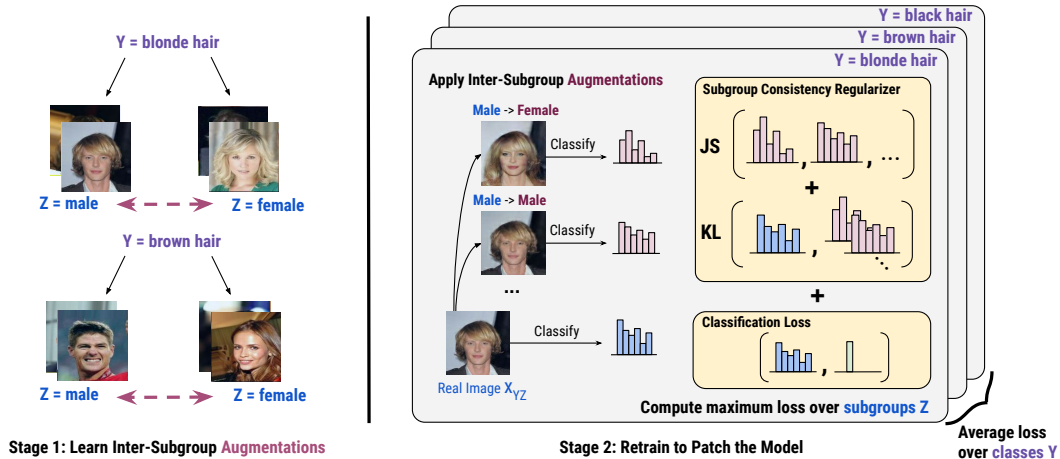 Y = blonde hair
Z = male
Z = female
Y = brown hair
Z = male
Z = female
Stage 1: Learn Inter-Subgroup Augmentations
Y = black hair
Y = brown hair
Y = blonde hair
Apply Inter-Subgroup Augmentations
Male -> Female
Classify
Male -> Male
Classify
...
Classify
Real Image XYZ
Subgroup Consistency Regularizer
JS
, , ...
+
KL
,
...
+
Classification Loss
,
Compute maximum loss over subgroups Z
Stage 2: Retrain to Patch the Model
Average loss
over classes Y